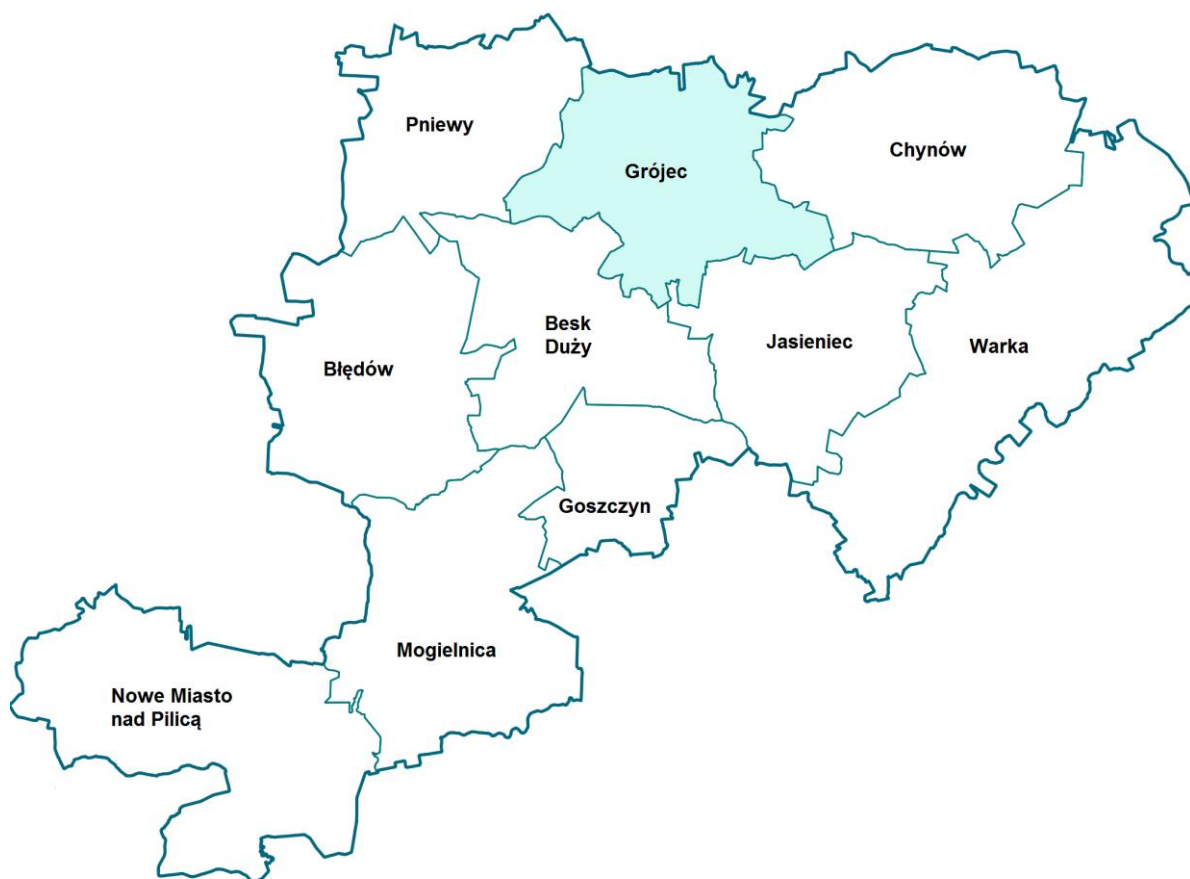 Pniewy
Grójec
Chynów
Błędów
Besk
Duży
Jasieniec
Warka
Goszczyn
Mogielnica
Nowe Miasto
nad Pilicą